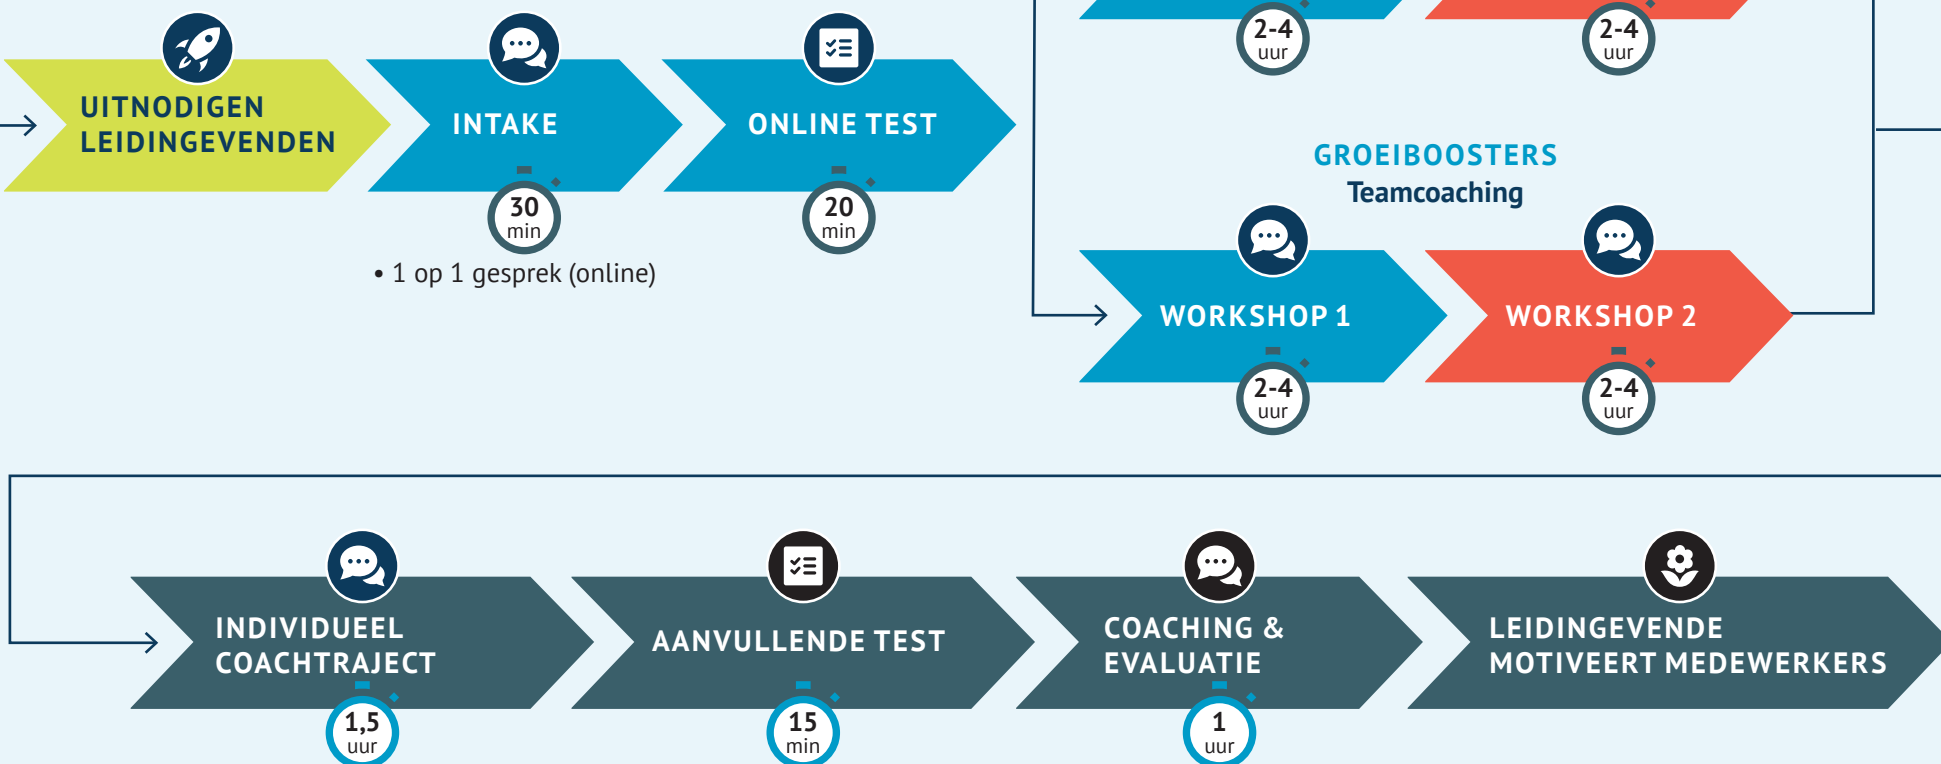 2-4
uur
2-4
uur
UITNODIGEN
LEIDINGEVENDEN
INTAKE
30
min
• 1 op 1 gesprek (online)
ONLINE TEST
20
min
GROEIBOOSTERS
Teamcoaching
WORKSHOP 1
2-4
uur
WORKSHOP 2
2-4
uur
INDIVIDUEEL
COACHTRAJECT
1,5
uur
AANVULLENDE TEST
15
min
COACHING &
EVALUATIE
1
uur
LEIDINGEVENDE
MOTIVEERT MEDEWERKERS